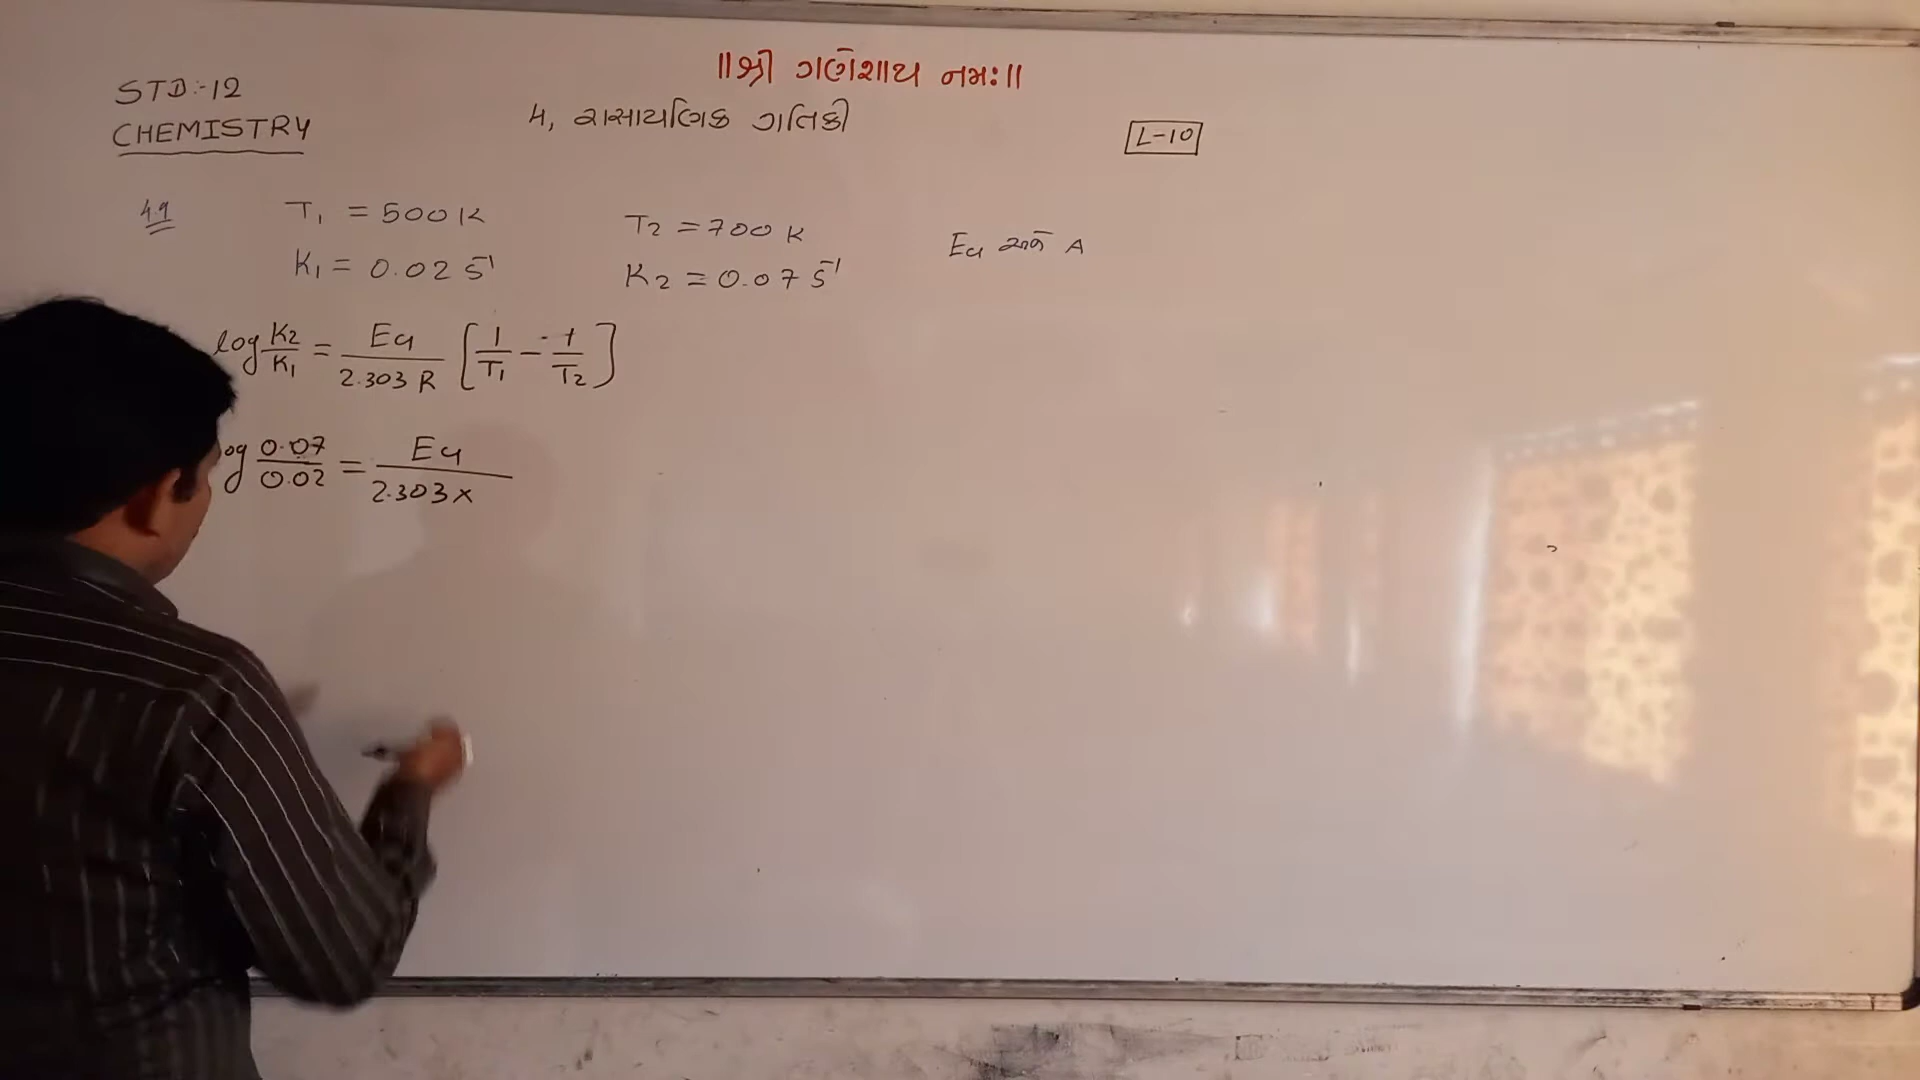 ॥શ્રી ગણેશાય નમઃ॥
STD:-12
CHEMISTRY
4, રાસાયણિક ગતિકી
L-10
4.9
T₁ = 500 K
T₂ = 700 K
Ea અને A
K₁ = 0.02 S⁻¹
K₂ = 0.07 S⁻¹
log K₂/K₁ = Ea/2.303 R [1/T₁ - 1/T₂]
og 0.07/0.02 = Ea/2.303 x